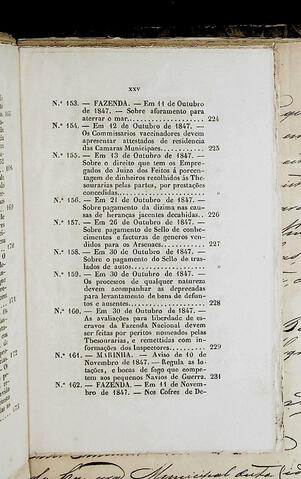 XXV
N.º 153. — FAZENDA. — Em 11 de Outubro
de 1847. — Sobre aforamento para
aterrar o mar. 224
N.º 154. — Em 12 de Outubro de 1847. —
Os Commissarios vaccinadores devem
apresentar attestados de residencia
das Camaras Municipaes. 225
N.º 155. — Em 13 de Outubro de 1847. —
Sobre o direito que tem os Empre-
gados do Juizo dos Feitos á porcen-
tagem de dinheiros recolhidos ás The-
sourarias pelas partes, por prestações
concedidas. »
N.º 156. — Em 21 de Outubro de 1847. —
Sobre pagamento da dizima nas cau-
sas de heranças jacentes decahidas. . 226
N.º 157. — Em 26 de Outubro de 1847. —
Sobre pagamento de Sello de conhe-
cimentos e facturas de generos ven-
didos para os Arsenaes. 227
N.º 158. — Em 30 de Outubro de 1847. —
Sobre o pagamento do Sello de tras-
lados de autos. »
N.º 159. — Em 30 de Outubro de 1847. —
Os processos de qualquer natureza
devem acompanhar as deprecadas
para levantamento de bens de defun-
tos e ausentes. 228
N.º 160. — Em 30 de Outubro de 1847. —
As avaliações para liberdade de es-
cravos da Fazenda Nacional devem
ser feitas por peritos nomeados pelas
Thesourarias, e remettidas com in-
formações dos Inspectores. 229
N.º 161. — MARINHA. — Aviso de 10 de
Novembro de 1847. — Regula as lo-
tações, e bocas de fogo que compe-
tem aos pequenos Navios de Guerra. 231
N.º 162. — FAZENDA. — Em 11 de Novem-
bro de 1847. — Nos Cofres de De-